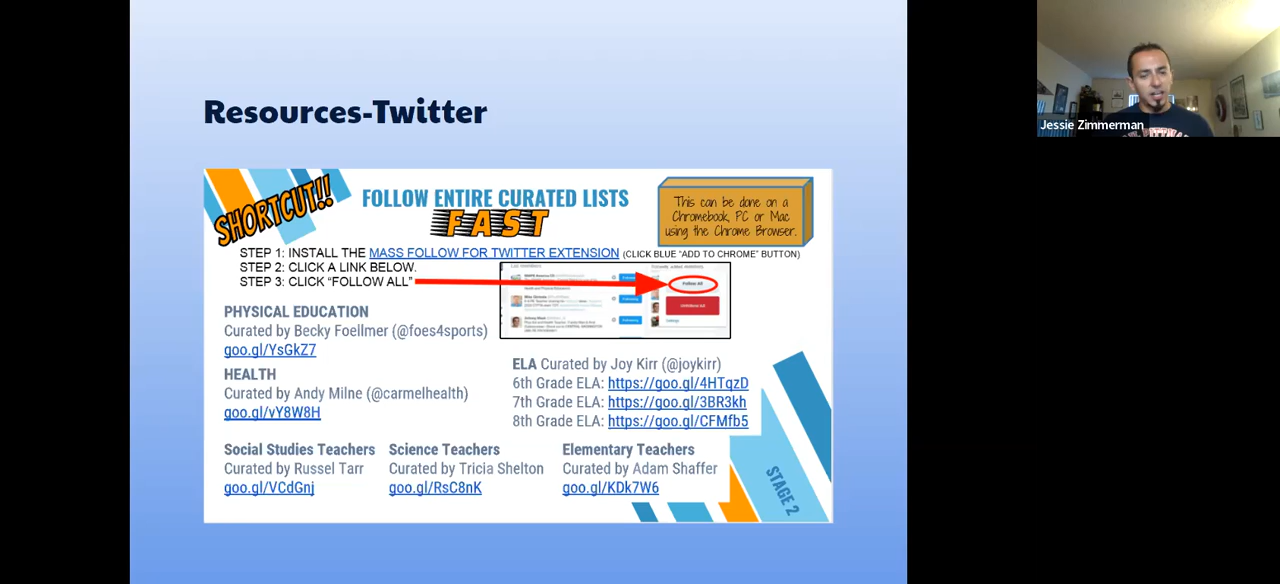 Resources-Twitter
SHORTCUT!!
FOLLOW ENTIRE CURATED LISTS
FAST
This can be done on a
Chromebook, PC or Mac
using the Chrome Browser.
STEP 1: INSTALL THE MASS FOLLOW FOR TWITTER EXTENSION (CLICK BLUE "ADD TO CHROME" BUTTON)
STEP 2: CLICK A LINK BELOW.
STEP 3: CLICK "FOLLOW ALL"
Follow All
PHYSICAL EDUCATION
Curated by Becky Foellmer (@foes4sports)
goo.gl/YsGkZ7
HEALTH
Curated by Andy Milne (@carmelhealth)
goo.gl/vY8W8H
ELA Curated by Joy Kirr (@joykirr)
6th Grade ELA: https://goo.gl/4HTqzD
7th Grade ELA: https://goo.gl/3BR3kh
8th Grade ELA: https://goo.gl/CFMfb5
Social Studies Teachers
Curated by Russel Tarr
goo.gl/VCdGnj
Science Teachers
Curated by Tricia Shelton
goo.gl/RsC8nK
Elementary Teachers
Curated by Adam Shaffer
goo.gl/KDk7W6
STAGE 2
Jessie Zimmerman